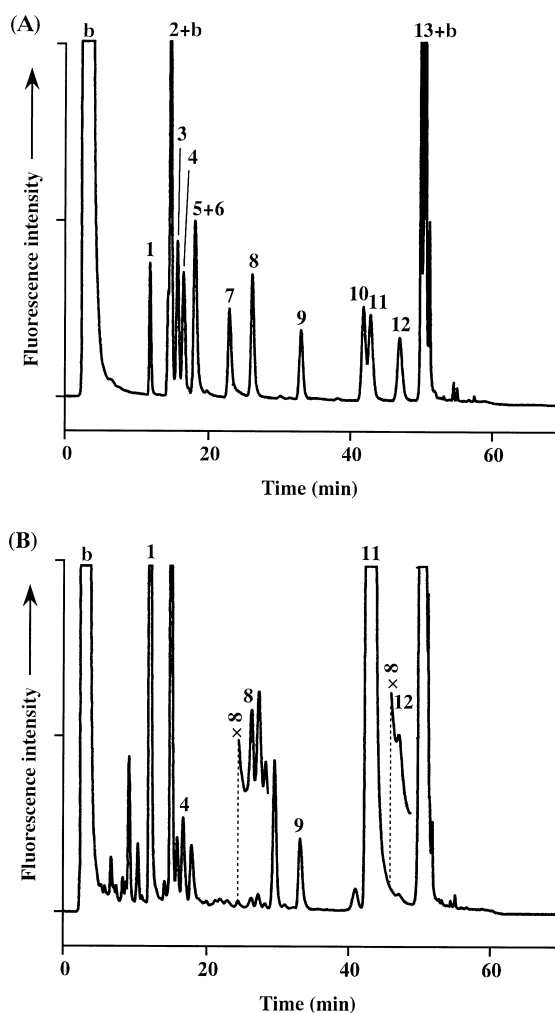 (A)
b
2+b
13+b
3
4
5+6
1
8
7
9
10
11
12
Fluorescence intensity
0
20
40
60
Time (min)
(B)
b
1
11
× 8
8
× 8
12
4
9
Fluorescence intensity
0
20
40
60
Time (min)